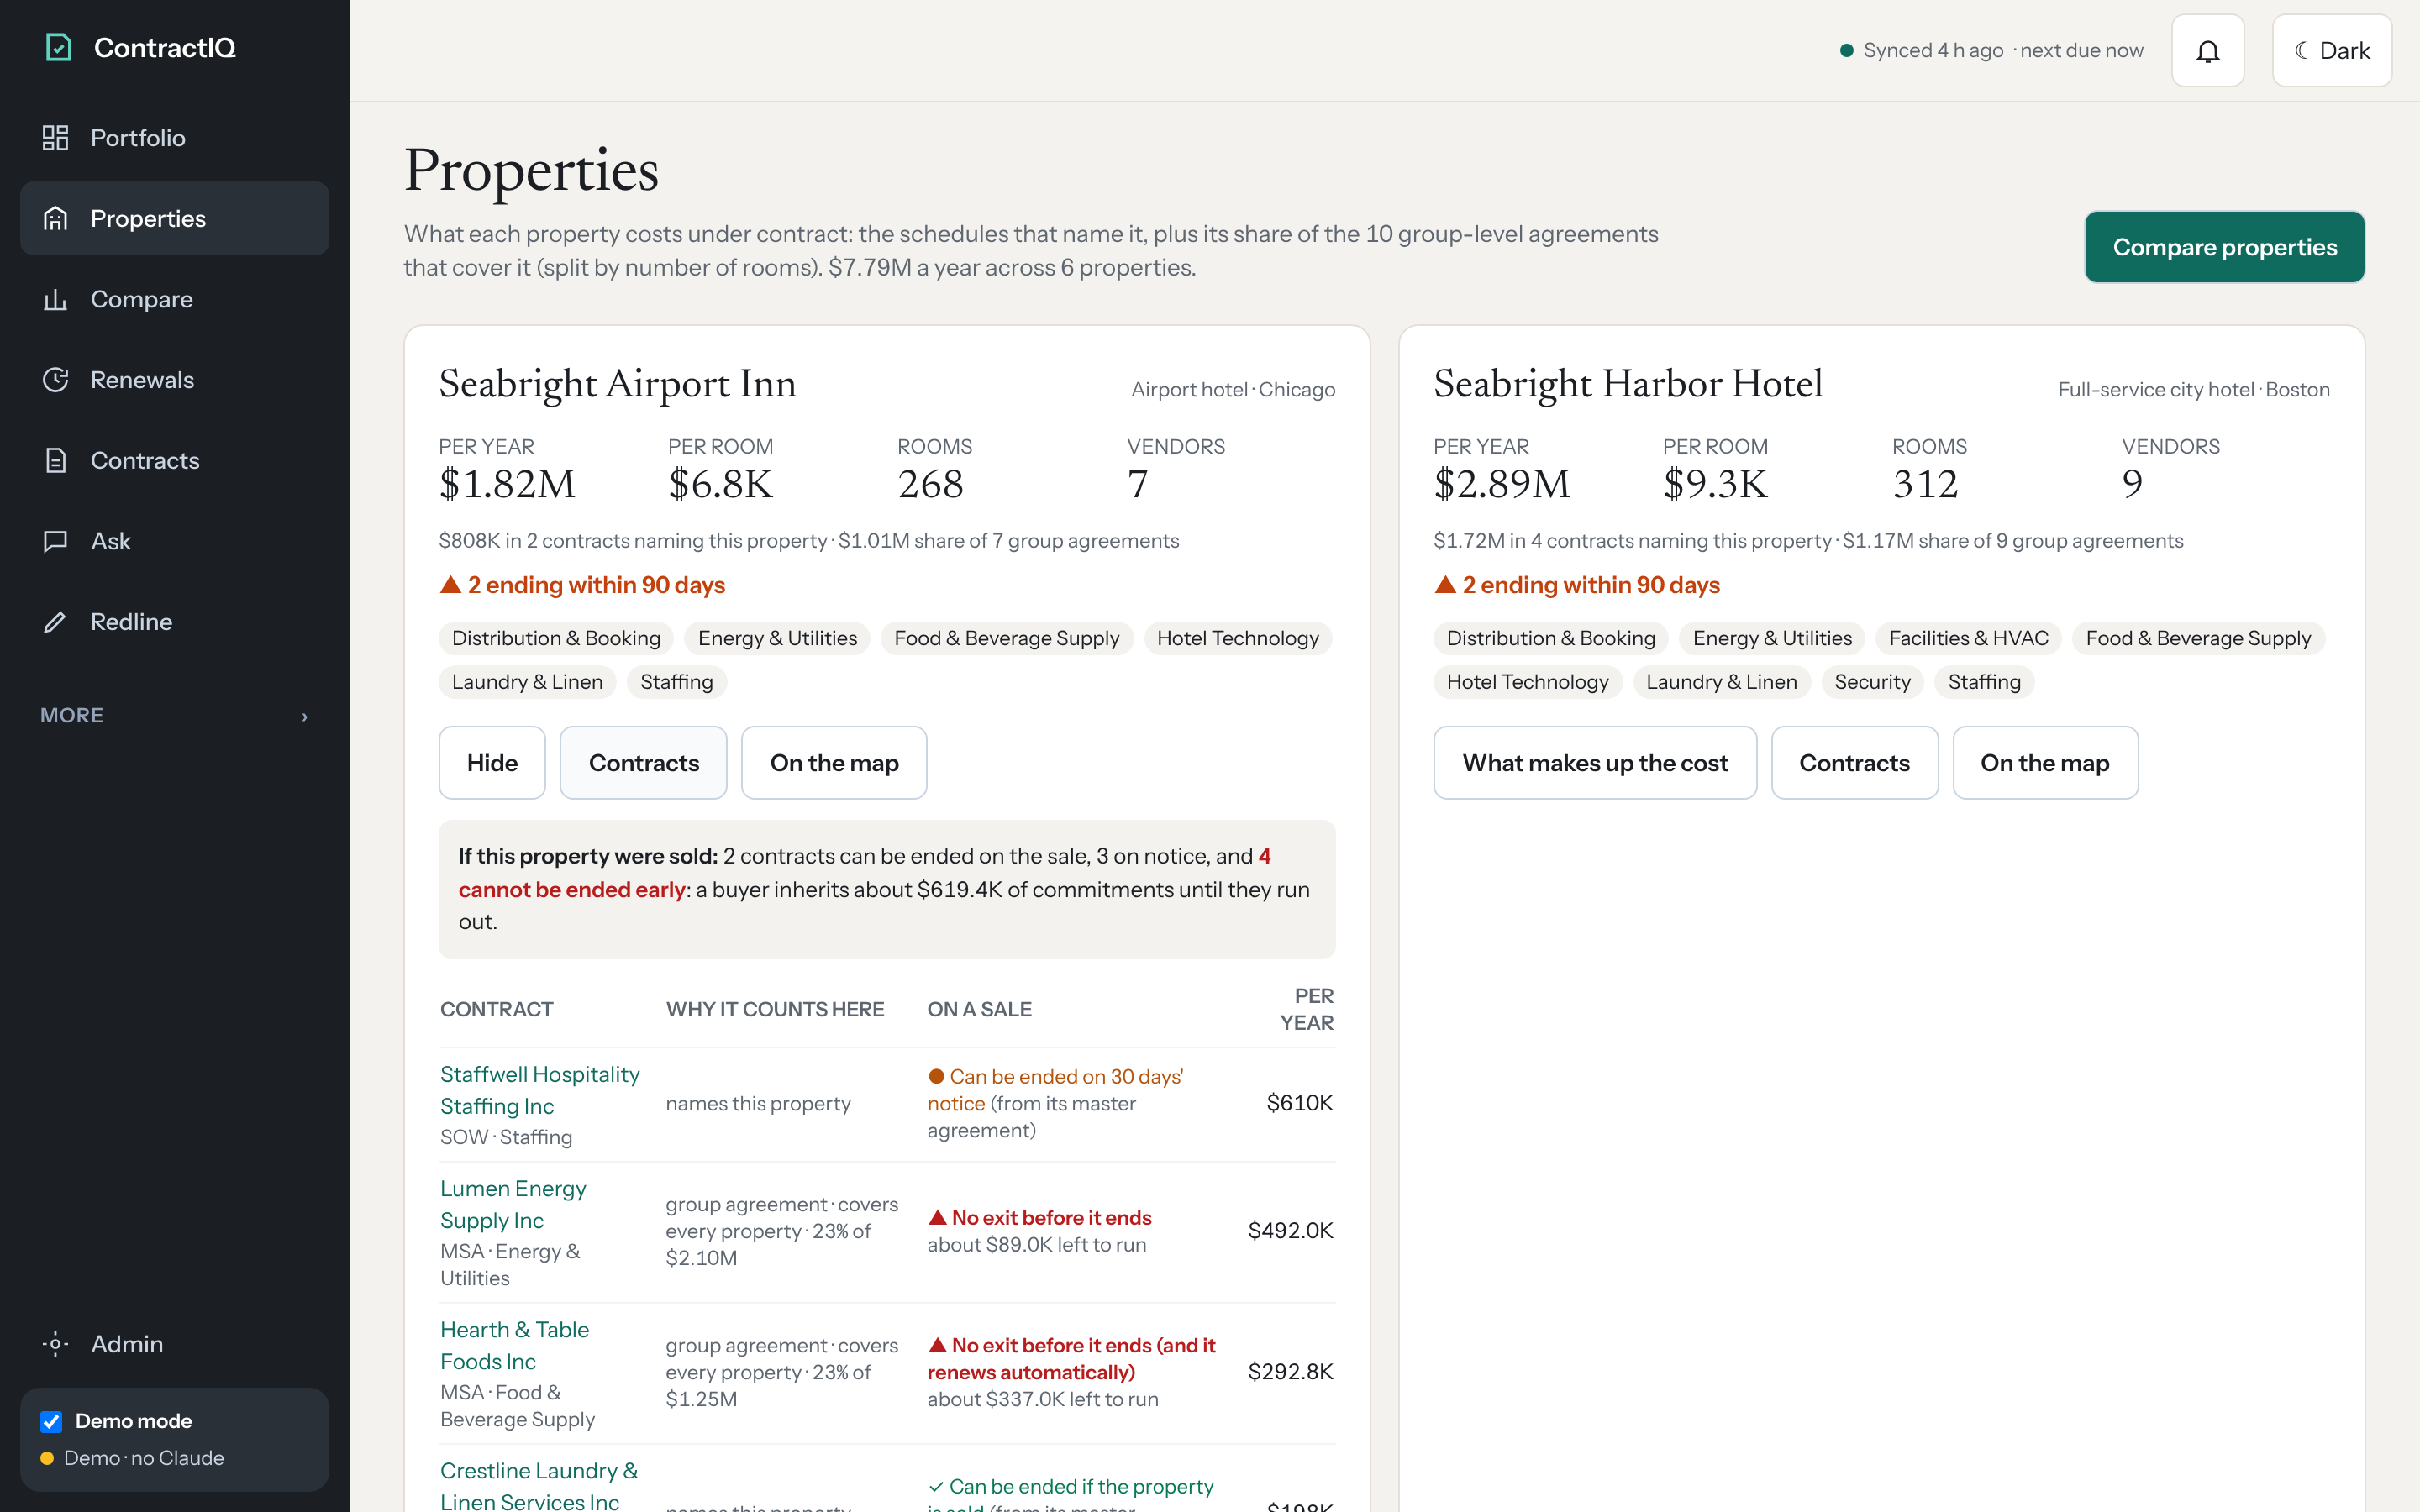 ContractIQ
Portfolio
Properties
Compare
Renewals
Contracts
Ask
Redline
MORE ›
Admin
Demo mode
Demo · no Claude
Synced 4 h ago · next due now
☾ Dark
Properties
What each property costs under contract: the schedules that name it, plus its share of the 10 group-level agreements
that cover it (split by number of rooms). $7.79M a year across 6 properties.
Compare properties
Seabright Airport Inn
Airport hotel · Chicago
PER YEAR PER ROOM ROOMS VENDORS
$1.82M $6.8K 268 7
$808K in 2 contracts naming this property · $1.01M share of 7 group agreements
▲ 2 ending within 90 days
Distribution & Booking Energy & Utilities Food & Beverage Supply Hotel Technology
Laundry & Linen Staffing
Hide Contracts On the map
If this property were sold: 2 contracts can be ended on the sale, 3 on notice, and 4
cannot be ended early: a buyer inherits about $619.4K of commitments until they run
out.
CONTRACT WHY IT COUNTS HERE ON A SALE PER YEAR
Staffwell Hospitality
Staffing Inc
SOW · Staffing
names this property
● Can be ended on 30 days'
notice (from its master
agreement)
$610K
Lumen Energy
Supply Inc
MSA · Energy &
Utilities
group agreement · covers
every property · 23% of
$2.10M
▲ No exit before it ends
about $89.0K left to run
$492.0K
Hearth & Table
Foods Inc
MSA · Food &
Beverage Supply
group agreement · covers
every property · 23% of
$1.25M
▲ No exit before it ends (and it
renews automatically)
about $337.0K left to run
$292.8K
Crestline Laundry &
Linen Services Inc
names this property
✓ Can be ended if the property
is sold (from its master
$198K
Seabright Harbor Hotel
Full-service city hotel · Boston
PER YEAR PER ROOM ROOMS VENDORS
$2.89M $9.3K 312 9
$1.72M in 4 contracts naming this property · $1.17M share of 9 group agreements
▲ 2 ending within 90 days
Distribution & Booking Energy & Utilities Facilities & HVAC Food & Beverage Supply
Hotel Technology Laundry & Linen Security Staffing
What makes up the cost Contracts On the map